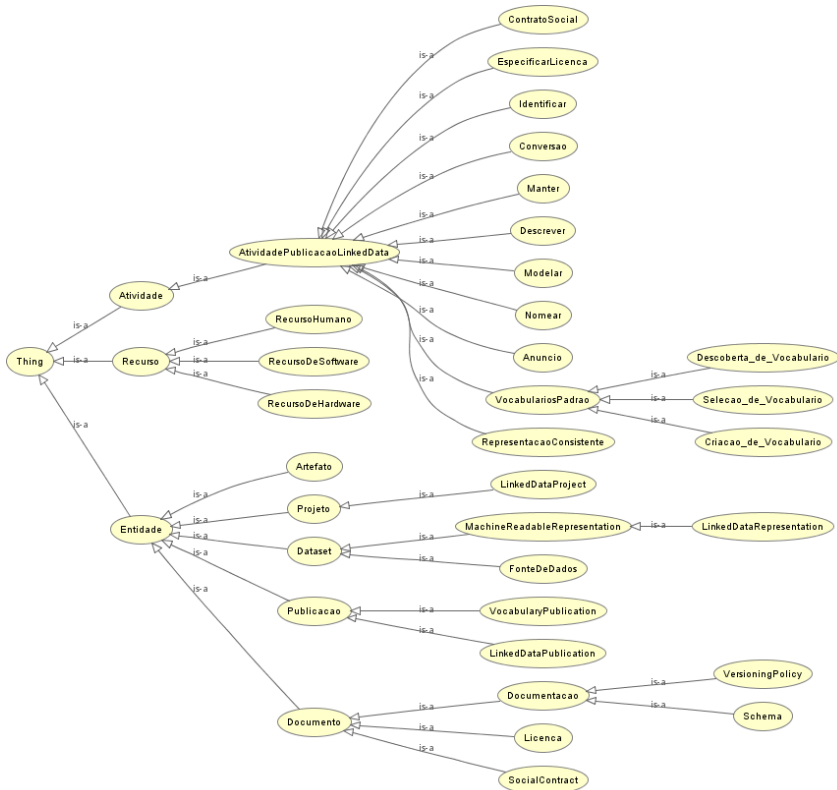 ContratoSocial
is-a
EspecificarLicenca
is-a
Identificar
is-a
Conversao
is-a
Manter
is-a
Descrever
is-a
AtividadePublicacaoLinkedData
is-a
Modelar
is-a
Atividade
is-a
Nomear
RecursoHumano
is-a
is-a
Anuncio
is-a
Descoberta_de_Vocabulario
is-a
Thing
is-a
Recurso
is-a
RecursoDeSoftware
is-a
is-a
VocabulariosPadrao
is-a
Selecao_de_Vocabulario
is-a
RecursoDeHardware
is-a
Criacao_de_Vocabulario
RepresentacaoConsistente
is-a
Artefato
is-a
LinkedDataProject
is-a
Projeto
is-a
Entidade
is-a
MachineReadableRepresentation
is-a
LinkedDataRepresentation
is-a
Dataset
is-a
FonteDeDados
is-a
is-a
Publicacao
is-a
VocabularyPublication
is-a
LinkedDataPublication
VersioningPolicy
is-a
Documentacao
is-a
is-a
Schema
Documento
is-a
Licenca
is-a
SocialContract